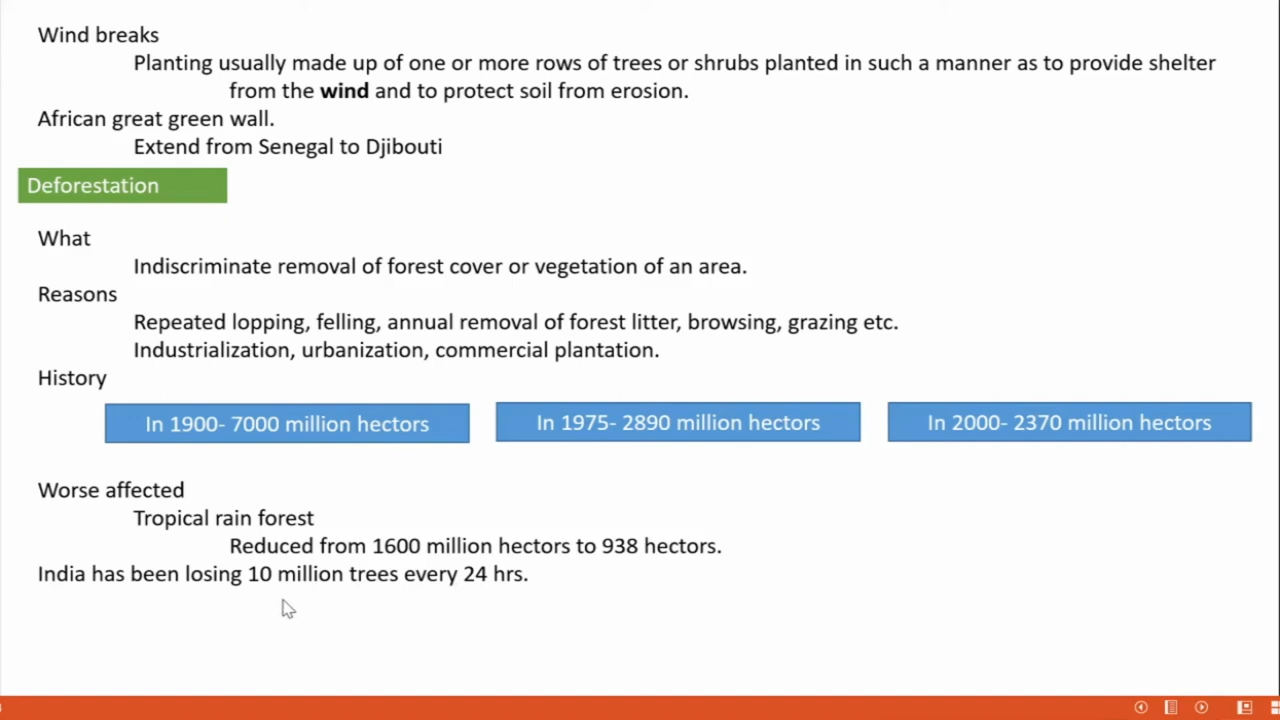 Wind breaks
Planting usually made up of one or more rows of trees or shrubs planted in such a manner as to provide shelter
from the wind and to protect soil from erosion.
African great green wall.
Extend from Senegal to Djibouti
Deforestation
What
Indiscriminate removal of forest cover or vegetation of an area.
Reasons
Repeated lopping, felling, annual removal of forest litter, browsing, grazing etc.
Industrialization, urbanization, commercial plantation.
History
In 1900- 7000 million hectors
In 1975- 2890 million hectors
In 2000- 2370 million hectors
Worse affected
Tropical rain forest
Reduced from 1600 million hectors to 938 hectors.
India has been losing 10 million trees every 24 hrs.